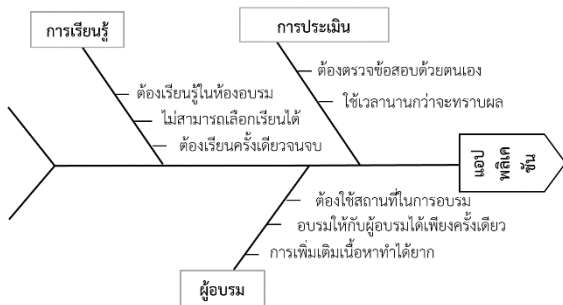 การเรียนรู้
การประเมิน
ต้องเรียนรู้ในห้องอบรม
ไม่สามารถเลือกเรียนได้
ต้องเรียนครั้งเดียวจนจบ
ต้องตรวจข้อสอบด้วยตนเอง
ใช้เวลานานกว่าจะทราบผล
แอป
พลิเค
ชัน
ต้องใช้สถานที่ในการอบรม
อบรมให้กับผู้อบรมได้เพียงครั้งเดียว
การเพิ่มเติมเนื้อหาทำได้ยาก
ผู้อบรม